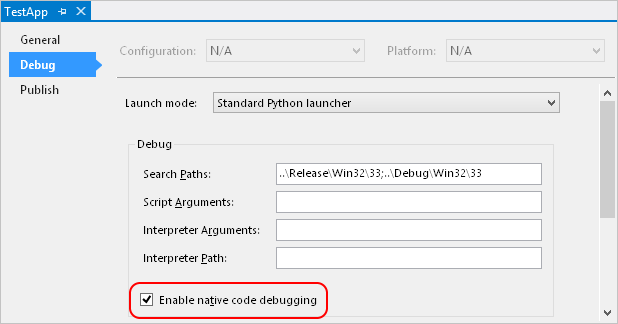 TestApp
General
Configuration: N/A Platform: N/A
Debug
Publish
Launch mode: Standard Python launcher
Debug
Search Paths: ..\Release\Win32\33;..\Debug\Win32\33
Script Arguments:
Interpreter Arguments:
Interpreter Path:
Enable native code debugging